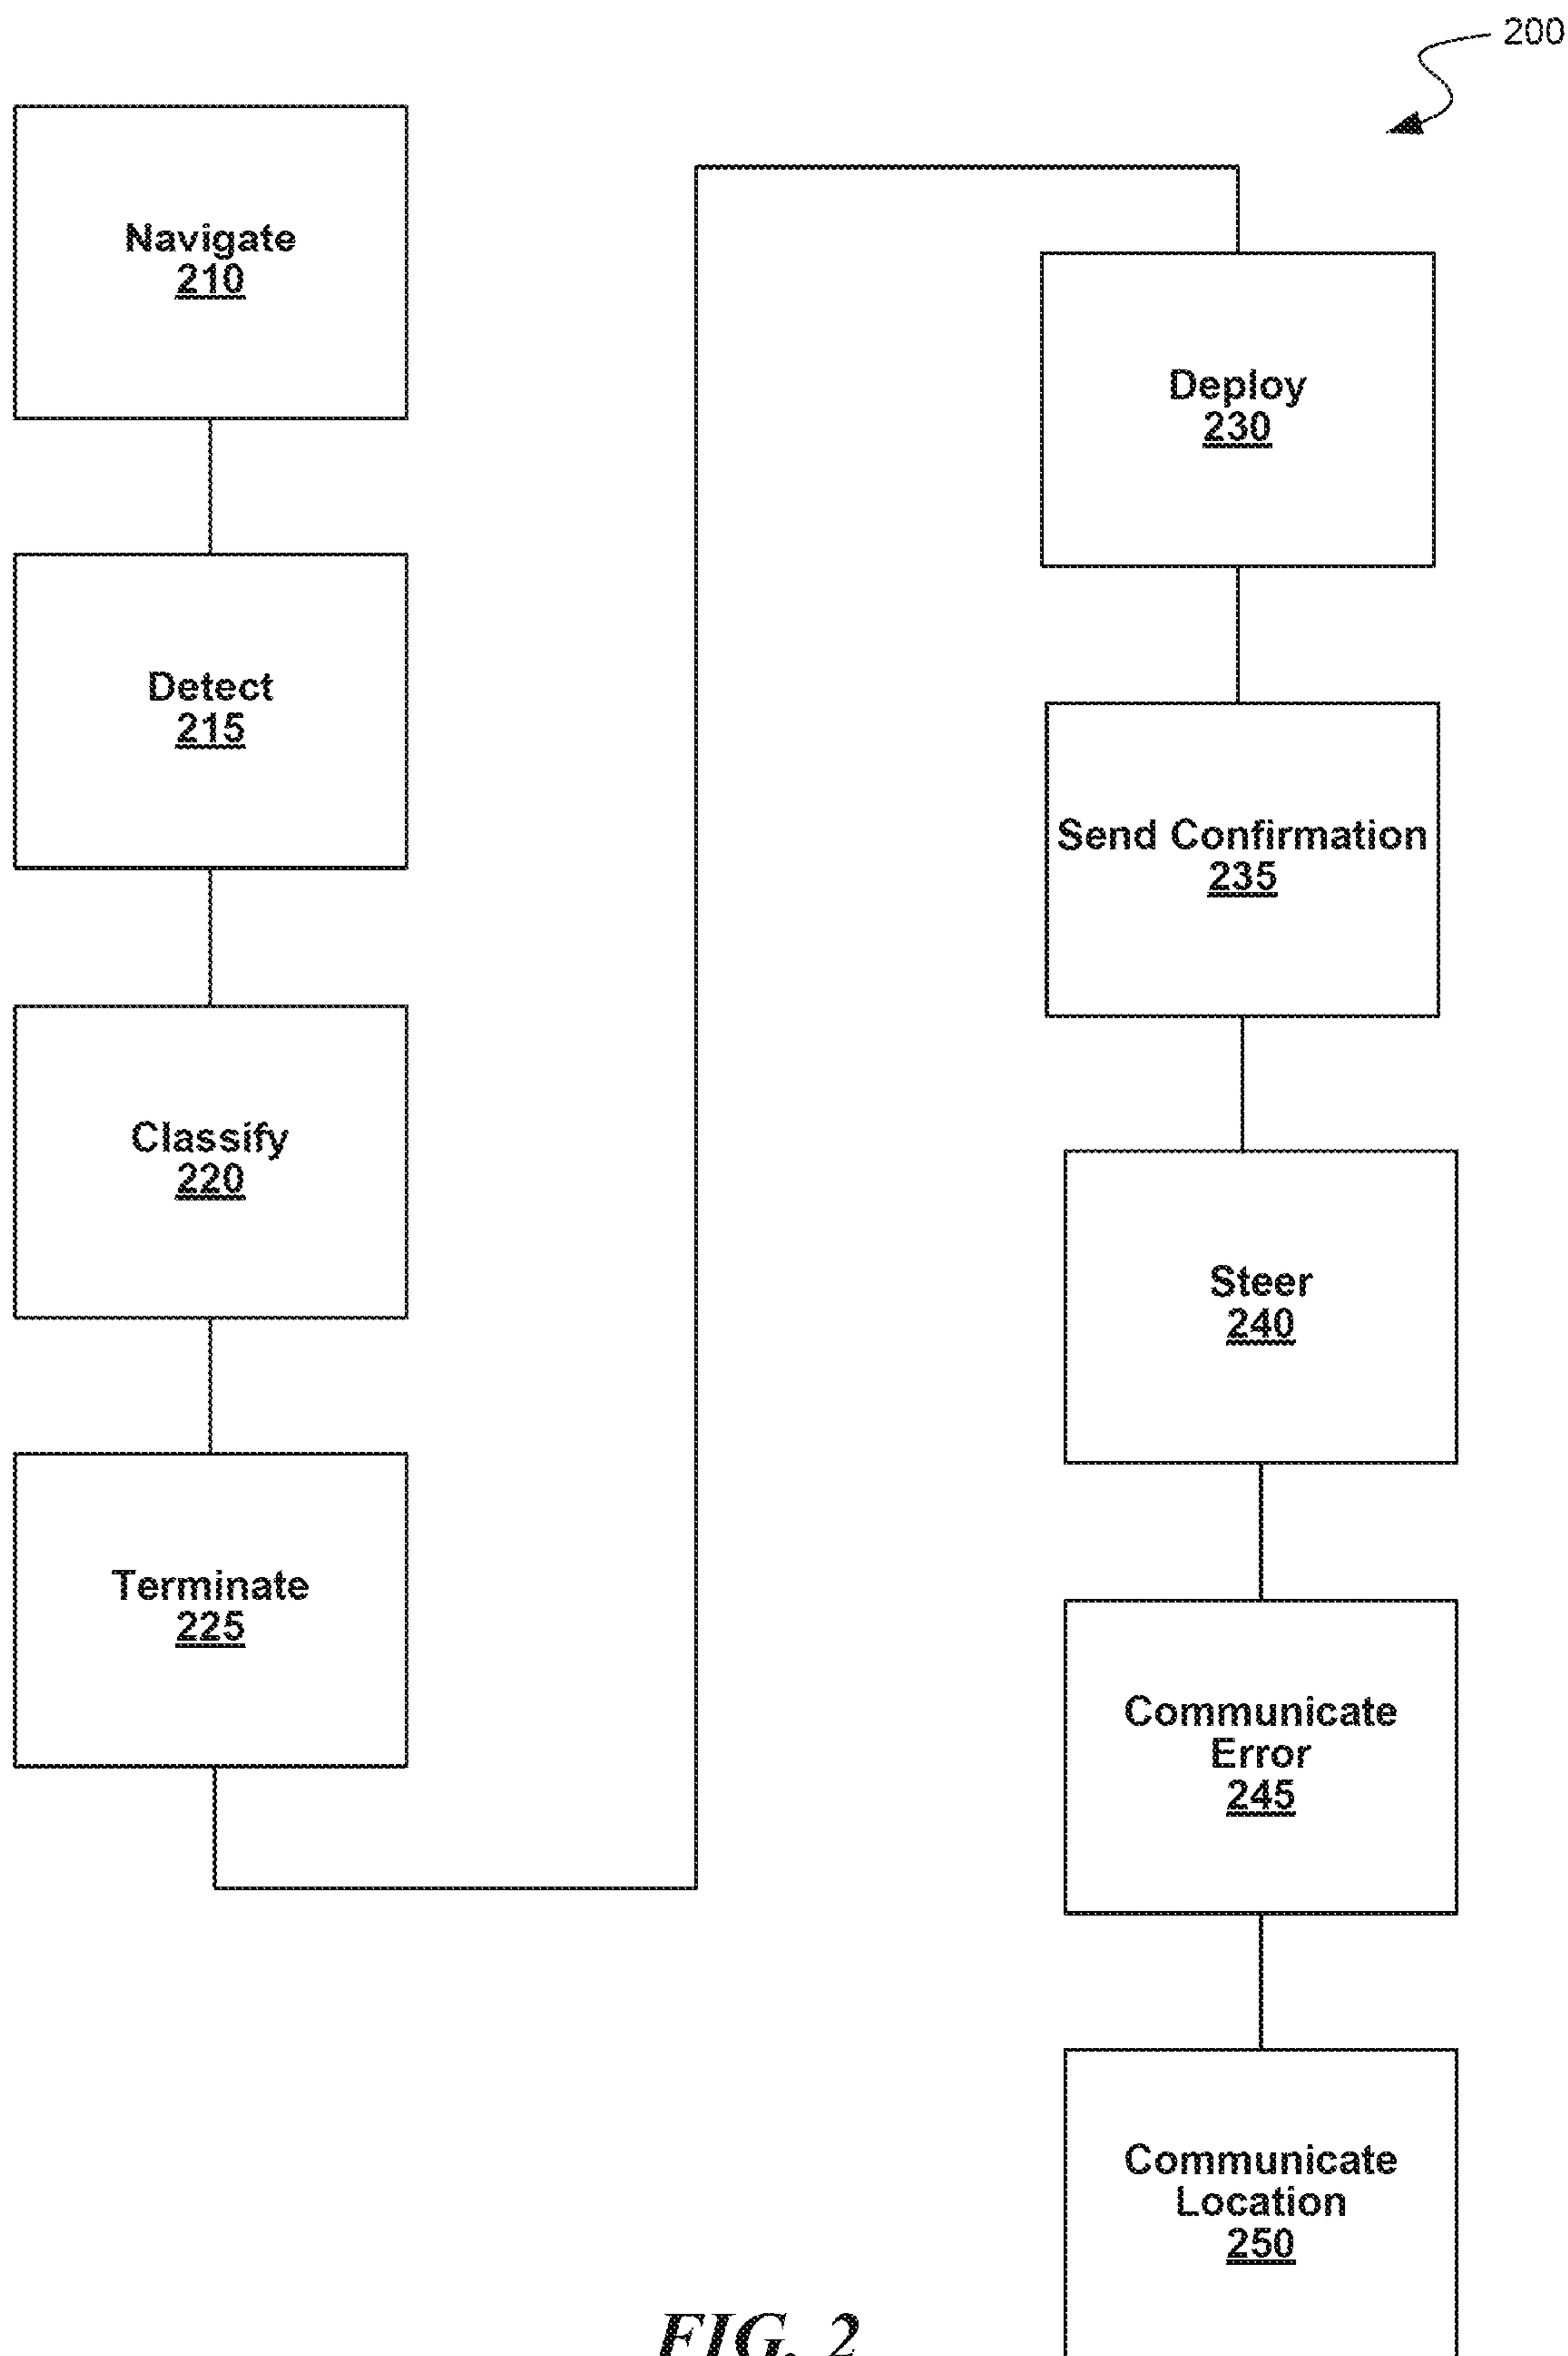 200
Navigate
210
Detect
215
Classify
220
Terminate
225
Deploy
230
Send Confirmation
235
Steer
240
Communicate
Error
245
Communicate
Location
250
FIG. 2